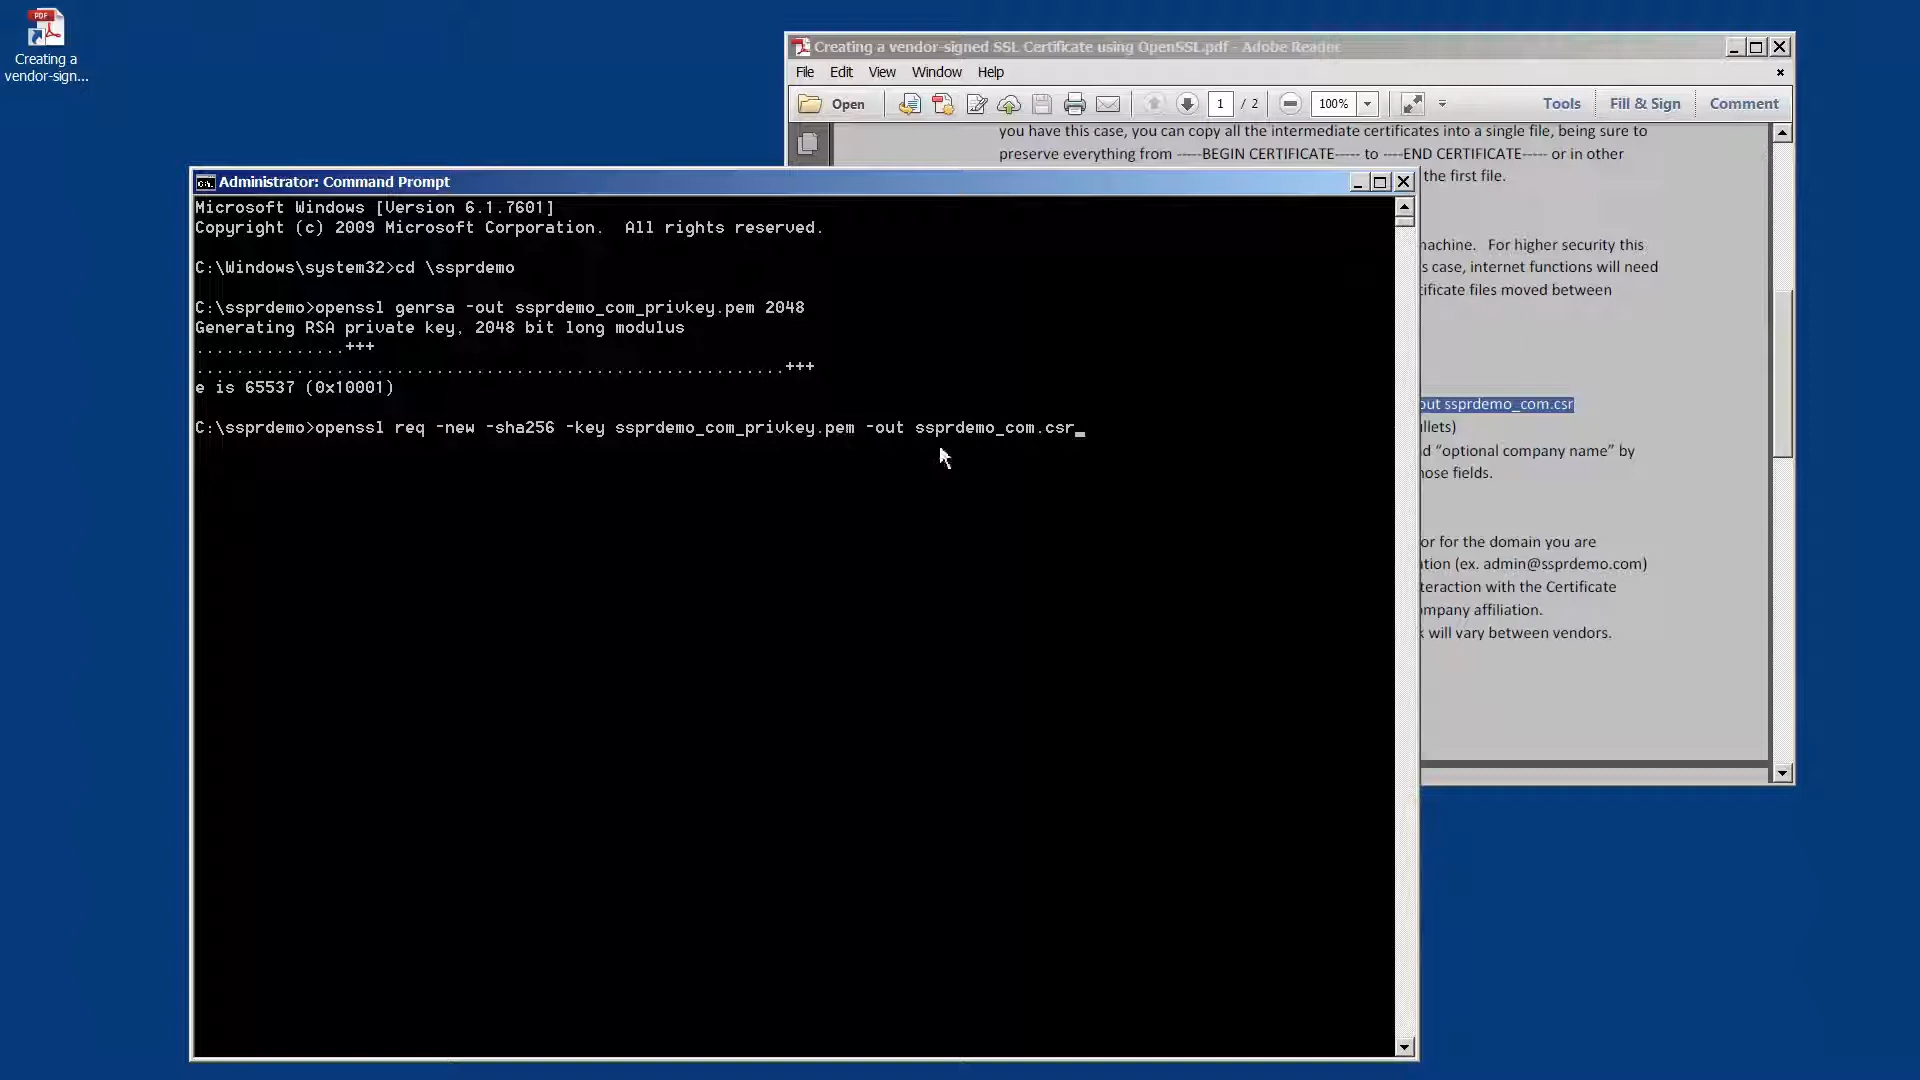 Creating a
vendor-sign...
Creating a vendor-signed SSL Certificate using OpenSSL.pdf - Adobe Reader
File Edit View Window Help
Open 1 / 2 100% Tools Fill & Sign Comment
you have this case, you can copy all the intermediate certificates into a single file, being sure to
preserve everything from -----BEGIN CERTIFICATE----- to ----END CERTIFICATE----- or in other
the first file.
machine. For higher security this
s case, internet functions will need
tificate files moved between
out ssprdemo_com.csr
llets)
d “optional company name” by
hose fields.
or for the domain you are
ation (ex. admin@ssprdemo.com)
teraction with the Certificate
ompany affiliation.
k will vary between vendors.
Administrator: Command Prompt
Microsoft Windows [Version 6.1.7601]
Copyright (c) 2009 Microsoft Corporation. All rights reserved.
C:\Windows\system32>cd \ssprdemo
C:\ssprdemo>openssl genrsa -out ssprdemo_com_privkey.pem 2048
Generating RSA private key, 2048 bit long modulus
...............+++
...........................................................+++
e is 65537 (0x10001)
C:\ssprdemo>openssl req -new -sha256 -key ssprdemo_com_privkey.pem -out ssprdemo_com.csr_